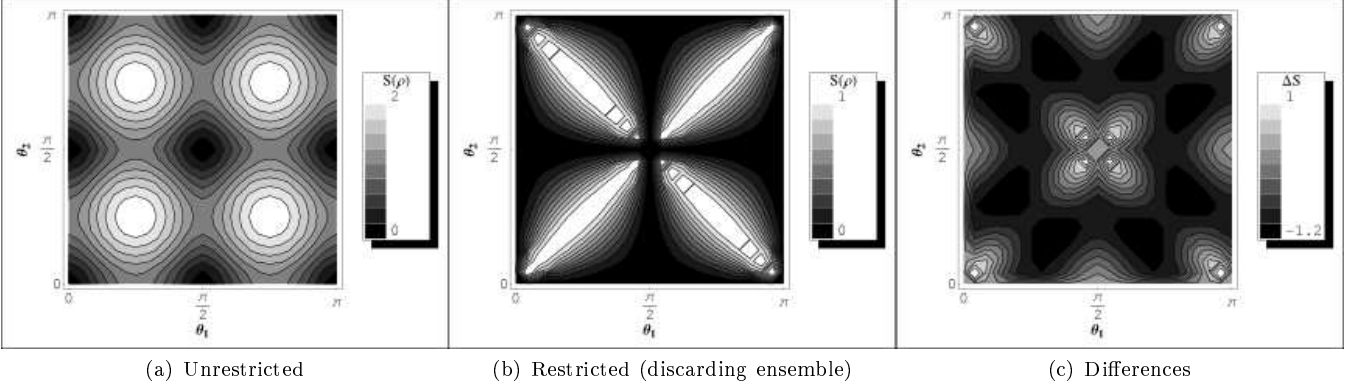 π
θ₂ π/2
0
0 π/2 π
θ₁
S(ρ)
2
0
π
θ₂ π/2
0
0 π/2 π
θ₁
S(ρ)
1
0
π
θ₂ π/2
0
0 π/2 π
θ₁
ΔS
1
-1.2
(a) Unrestricted
(b) Restricted (discarding ensemble)
(c) Differences